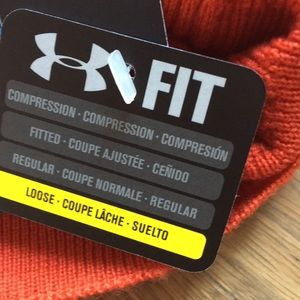 FIT
COMPRESSION · COMPRESSION · COMPRESIÓN
FITTED · COUPE AJUSTÉE · CEÑIDO
REGULAR · COUPE NORMALE · REGULAR
LOOSE · COUPE LÂCHE · SUELTO